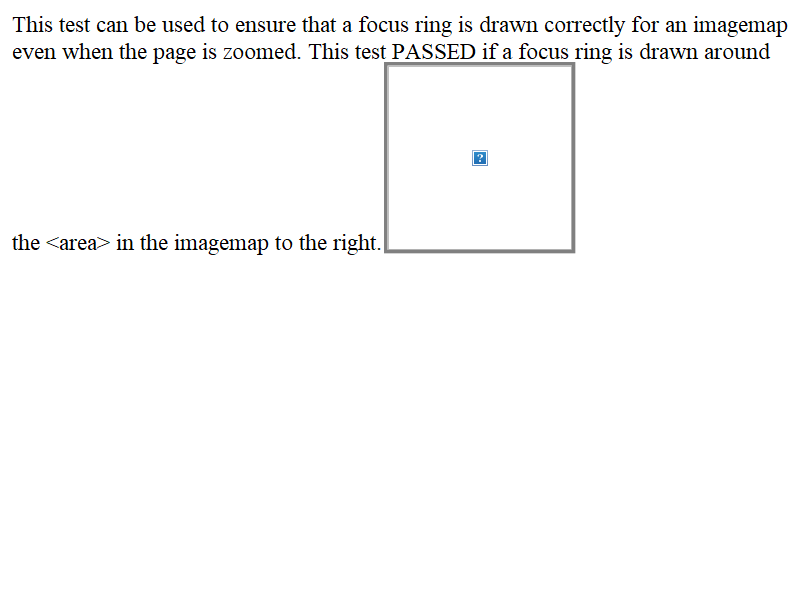 This test can be used to ensure that a focus ring is drawn correctly for an imagemap
even when the page is zoomed. This test PASSED if a focus ring is drawn around
the <area> in the imagemap to the right.
?